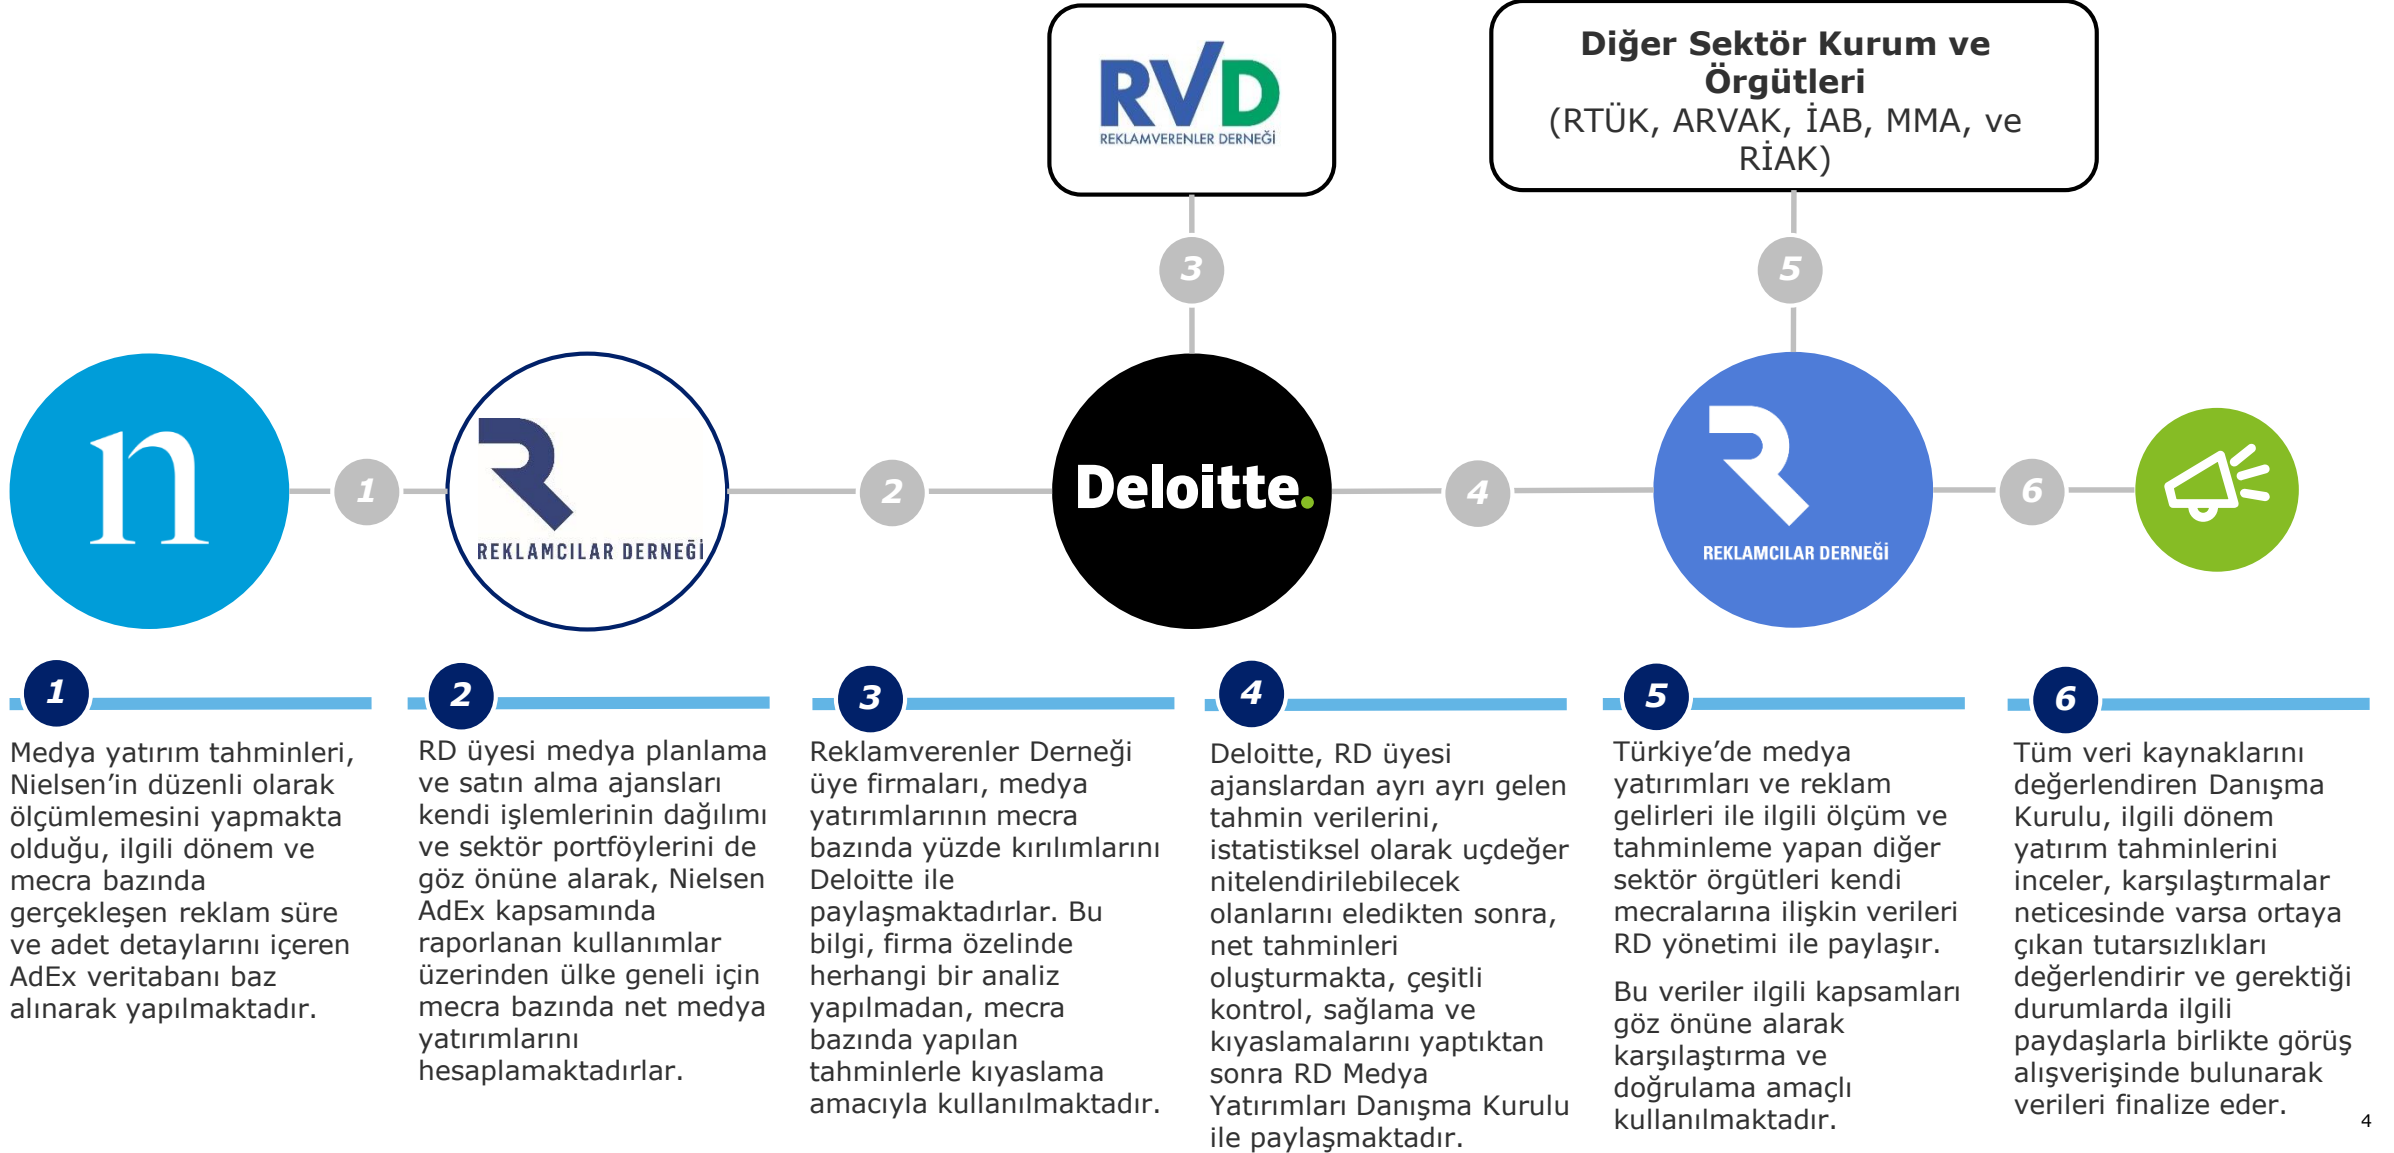 RVD
REKLAMVERENLER DERNEĞİ
Diğer Sektör Kurum ve
Örgütleri
(RTÜK, ARVAK, İAB, MMA, ve
RİAK)
3
5
n
1
REKLAMCILAR DERNEĞİ
2
Deloitte.
4
REKLAMCILAR DERNEĞİ
6
1
Medya yatırım tahminleri,
Nielsen’in düzenli olarak
ölçümlemesini yapmakta
olduğu, ilgili dönem ve
mecra bazında
gerçekleşen reklam süre
ve adet detaylarını içeren
AdEx veritabanı baz
alınarak yapılmaktadır.
2
RD üyesi medya planlama
ve satın alma ajansları
kendi işlemlerinin dağılımı
ve sektör portföylerini de
göz önüne alarak, Nielsen
AdEx kapsamında
raporlanan kullanımlar
üzerinden ülke geneli için
mecra bazında net medya
yatırımlarını
hesaplamaktadırlar.
3
Reklamverenler Derneği
üye firmaları, medya
yatırımlarının mecra
bazında yüzde kırılımlarını
Deloitte ile
paylaşmaktadırlar. Bu
bilgi, firma özelinde
herhangi bir analiz
yapılmadan, mecra
bazında yapılan
tahminlerle kıyaslama
amacıyla kullanılmaktadır.
4
Deloitte, RD üyesi
ajanslardan ayrı ayrı gelen
tahmin verilerini,
istatistiksel olarak uçdeğer
nitelendirilebilecek
olanlarını eledikten sonra,
net tahminleri
oluşturmakta, çeşitli
kontrol, sağlama ve
kıyaslamalarını yaptıktan
sonra RD Medya
Yatırımları Danışma Kurulu
ile paylaşmaktadır.
5
Türkiye’de medya
yatırımları ve reklam
gelirleri ile ilgili ölçüm ve
tahminleme yapan diğer
sektör örgütleri kendi
mecralarına ilişkin verileri
RD yönetimi ile paylaşır.
Bu veriler ilgili kapsamları
göz önüne alarak
karşılaştırma ve
doğrulama amaçlı
kullanılmaktadır.
6
Tüm veri kaynaklarını
değerlendiren Danışma
Kurulu, ilgili dönem
yatırım tahminlerini
inceler, karşılaştırmalar
neticesinde varsa ortaya
çıkan tutarsızlıkları
değerlendirir ve gerektiği
durumlarda ilgili
paydaşlarla birlikte görüş
alışverişinde bulunarak
verileri finalize eder.
4